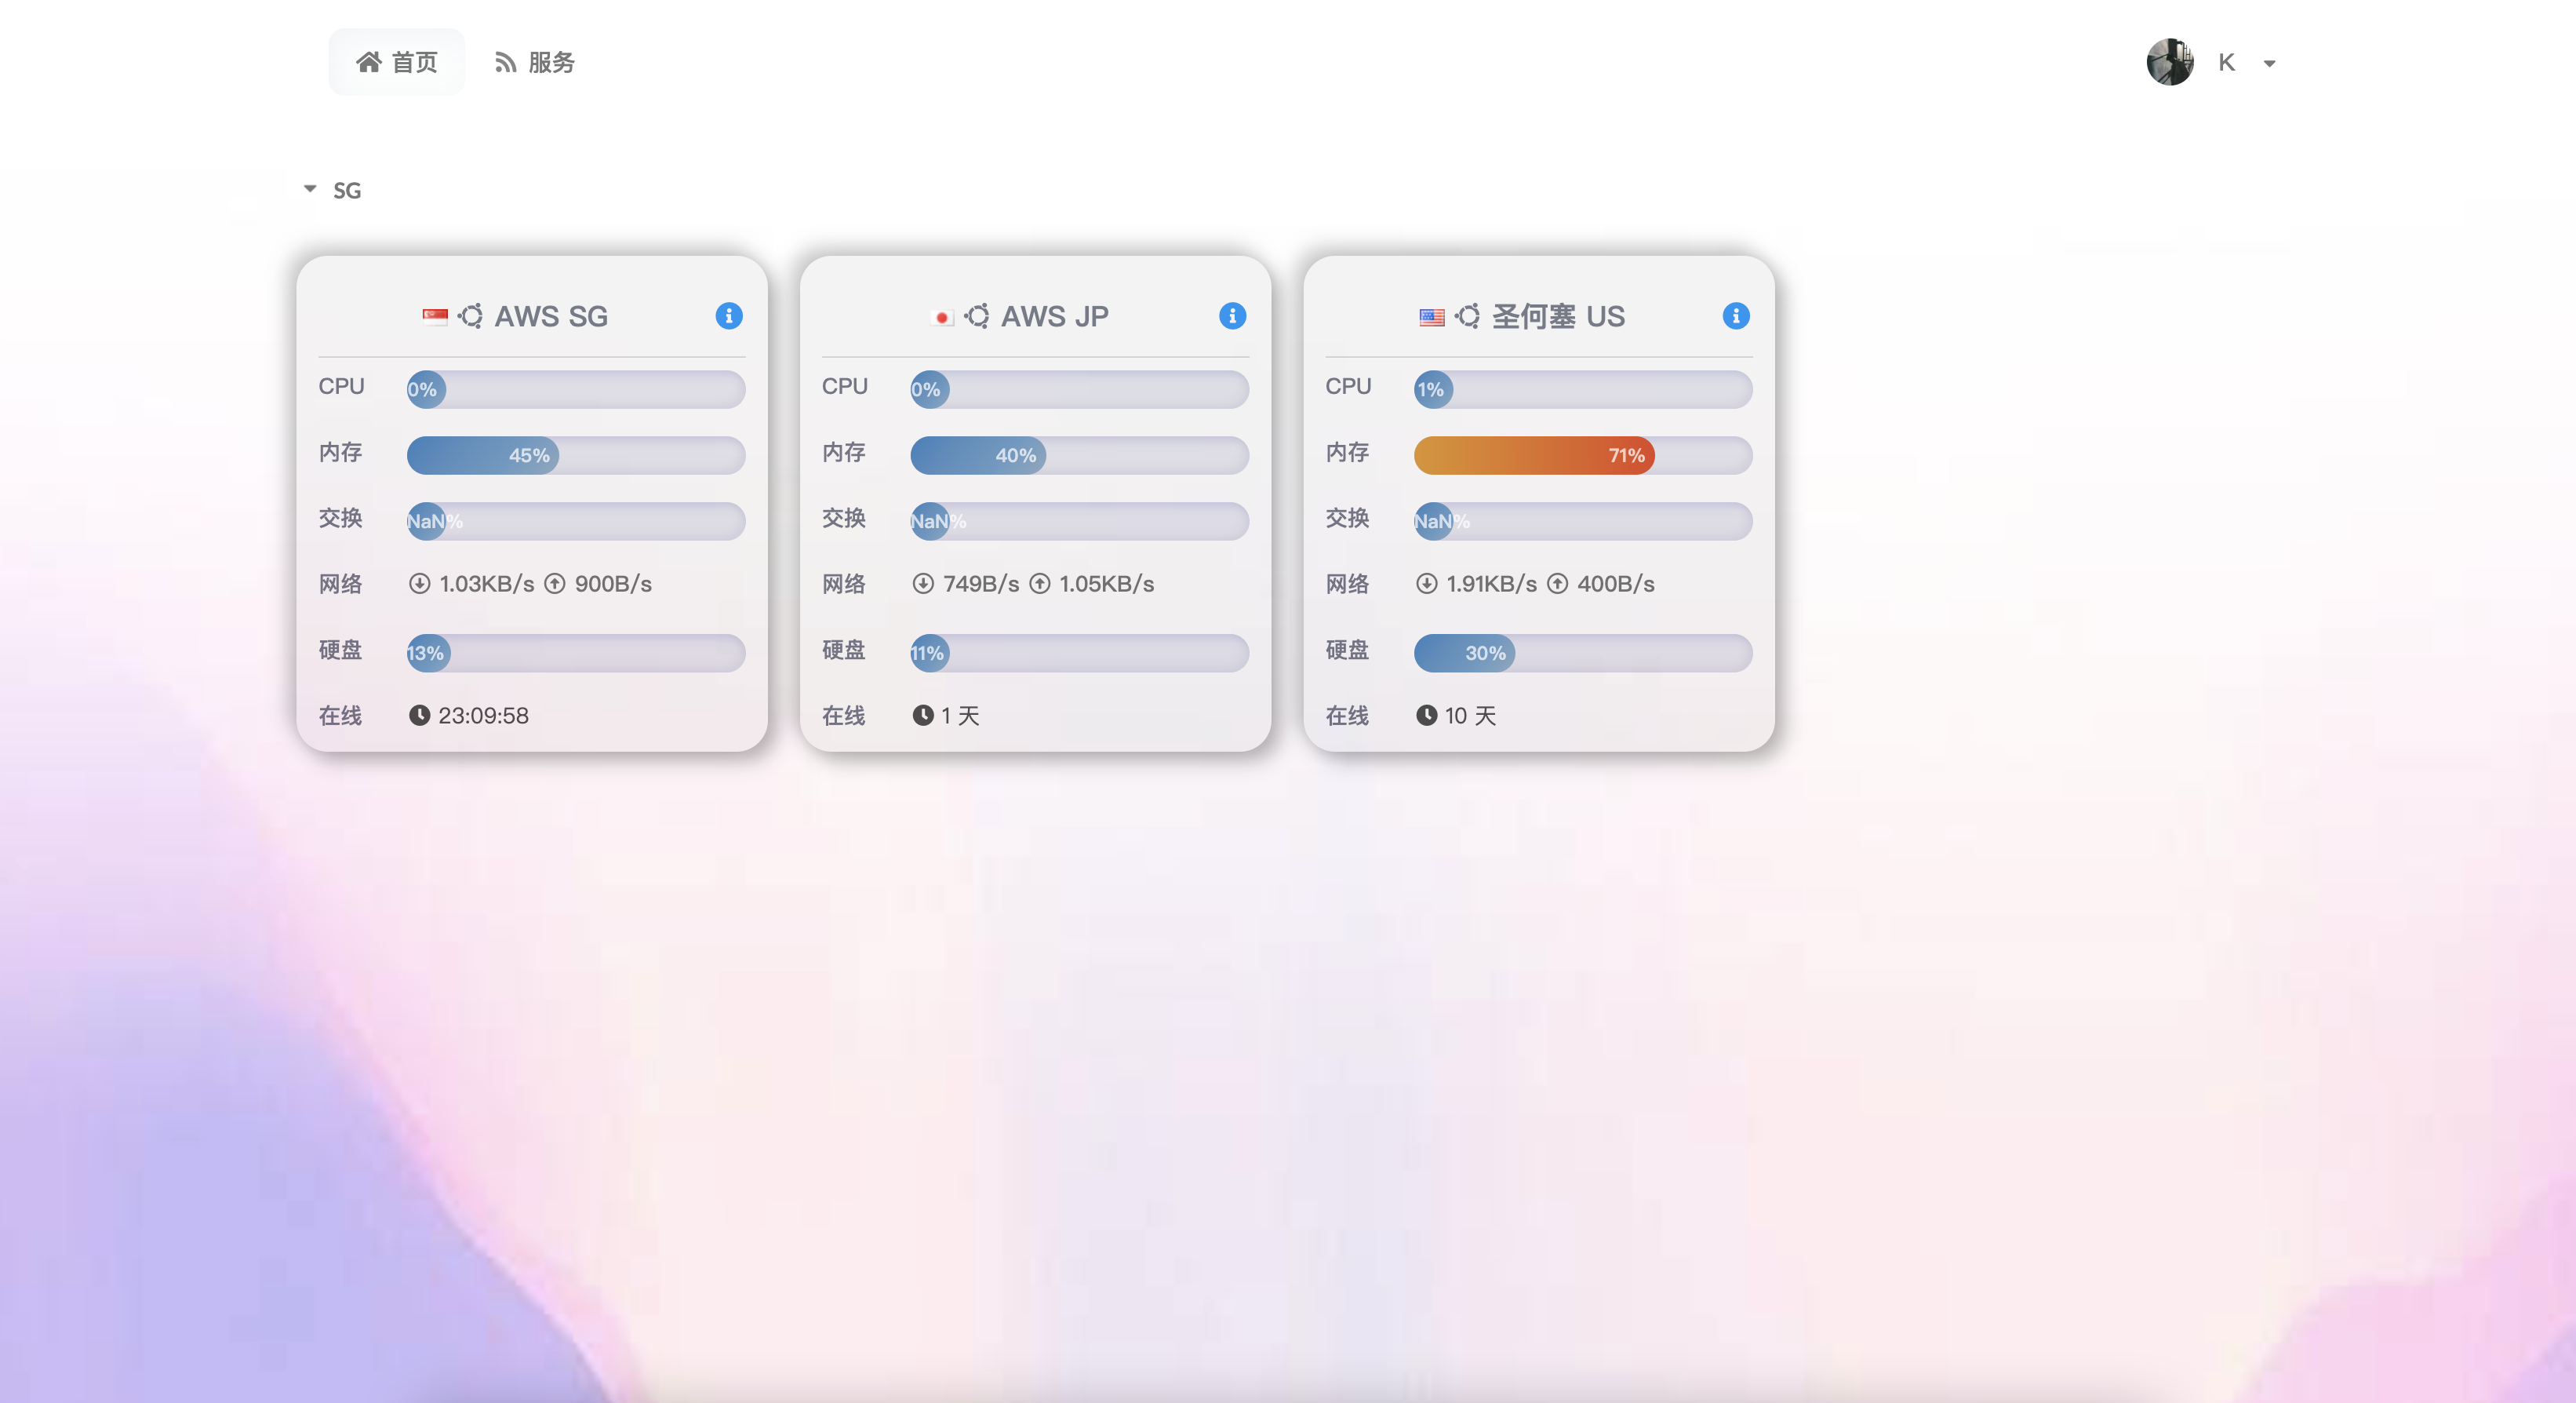 首页 服务 K
SG
AWS SG
CPU 0%
内存 45%
交换 NaN%
网络 1.03KB/s 900B/s
硬盘 13%
在线 23:09:58
AWS JP
CPU 0%
内存 40%
交换 NaN%
网络 749B/s 1.05KB/s
硬盘 11%
在线 1 天
圣何塞 US
CPU 1%
内存 71%
交换 NaN%
网络 1.91KB/s 400B/s
硬盘 30%
在线 10 天